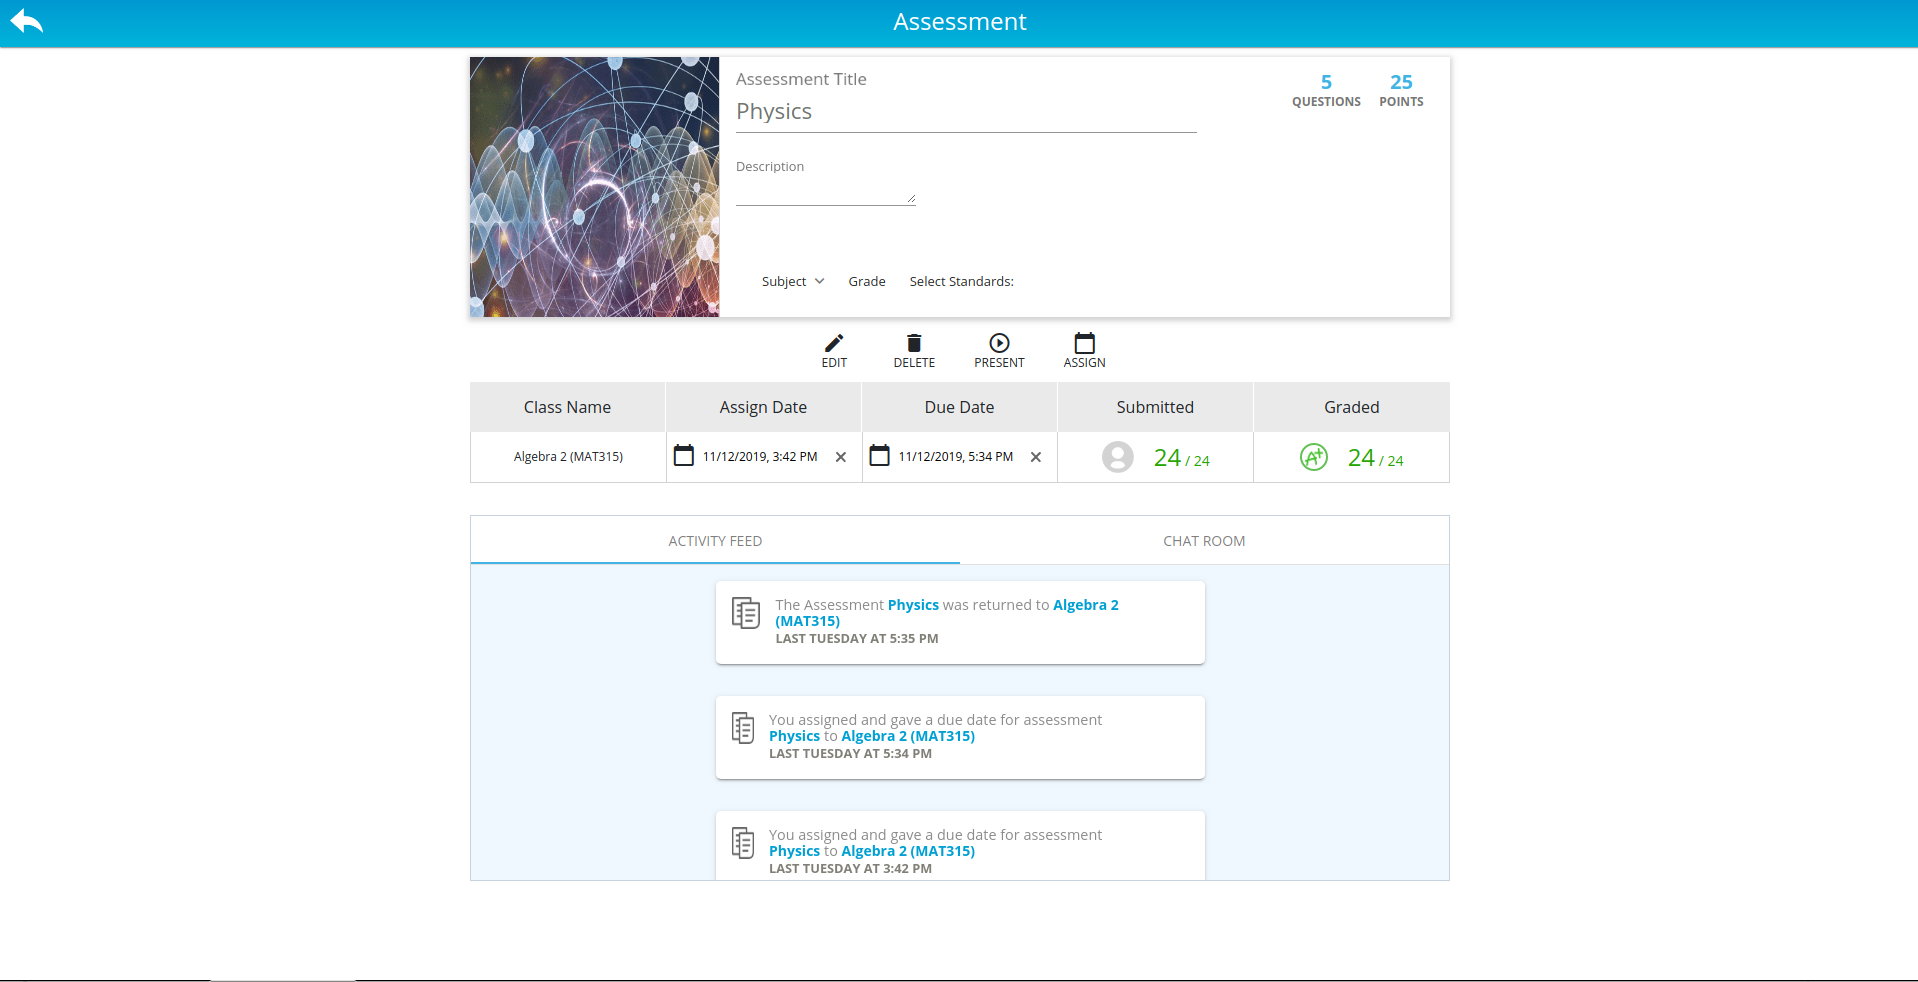 Assessment
Assessment Title
Physics
5
QUESTIONS
25
POINTS
Description
Subject Grade Select Standards:
EDIT DELETE PRESENT ASSIGN
Class Name Assign Date Due Date Submitted Graded
Algebra 2 (MAT315) 11/12/2019, 3:42 PM 11/12/2019, 5:34 PM 24 / 24 A+ 24 / 24
ACTIVITY FEED CHAT ROOM
The Assessment Physics was returned to Algebra 2
(MAT315)
LAST TUESDAY AT 5:35 PM
You assigned and gave a due date for assessment
Physics to Algebra 2 (MAT315)
LAST TUESDAY AT 5:34 PM
You assigned and gave a due date for assessment
Physics to Algebra 2 (MAT315)
LAST TUESDAY AT 3:42 PM